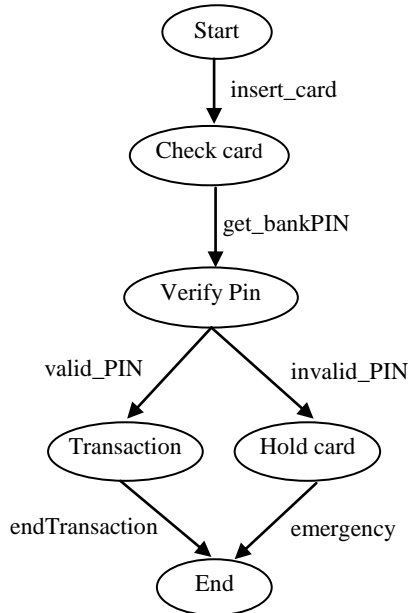 Start
insert_card
Check card
get_bankPIN
Verify Pin
valid_PIN
invalid_PIN
Transaction
Hold card
endTransaction
emergency
End